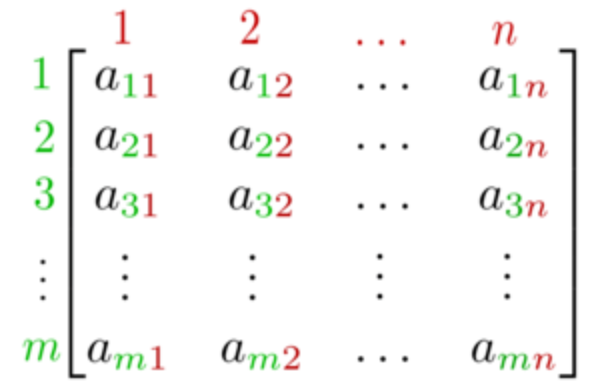 1 2 ... n
1 a11 a12 ... a1n
2 a21 a22 ... a2n
3 a31 a32 ... a3n
⋮ ⋮ ⋮ ⋮ ⋮
m am1 am2 ... amn